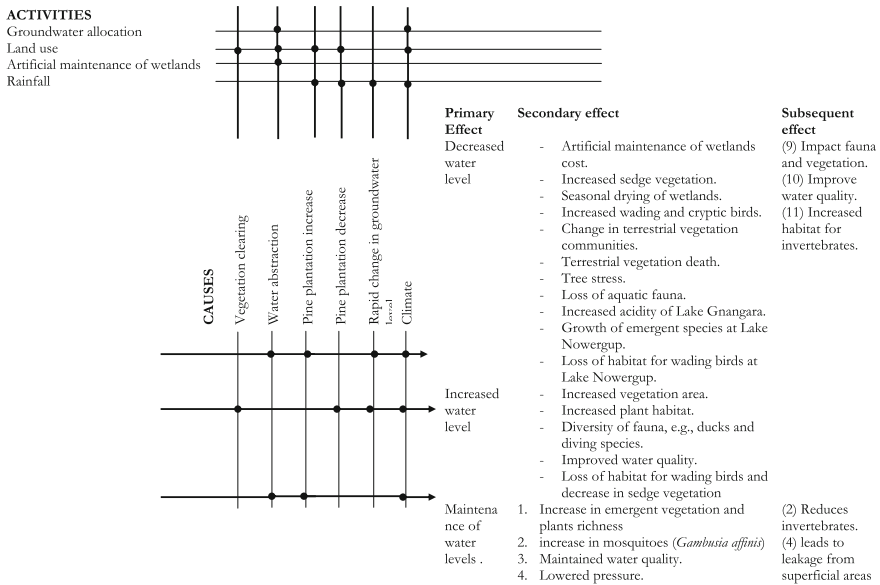 ACTIVITIES
Groundwater allocation
Land use
Artificial maintenance of wetlands
Rainfall
CAUSES
Vegetation clearing
Water abstraction
Pine plantation increase
Pine plantation decrease
Rapid change in groundwater
level
Climate
Primary
Effect
Secondary effect
Subsequent
effect
Decreased
water
level
- Artificial maintenance of wetlands
cost.
- Increased sedge vegetation.
- Seasonal drying of wetlands.
- Increased wading and cryptic birds.
- Change in terrestrial vegetation
communities.
- Terrestrial vegetation death.
- Tree stress.
- Loss of aquatic fauna.
- Increased acidity of Lake Gnangara.
- Growth of emergent species at Lake
Nowergup.
- Loss of habitat for wading birds at
Lake Nowergup.
(9) Impact fauna
and vegetation.
(10) Improve
water quality.
(11) Increased
habitat for
invertebrates.
Increased
water
level
- Increased vegetation area.
- Increased plant habitat.
- Diversity of fauna, e.g., ducks and
diving species.
- Improved water quality.
- Loss of habitat for wading birds and
decrease in sedge vegetation
Maintena
nce of
water
levels .
1. Increase in emergent vegetation and
plants richness
2. increase in mosquitoes (Gambusia affinis)
3. Maintained water quality.
4. Lowered pressure.
(2) Reduces
invertebrates.
(4) leads to
leakage from
superficial areas